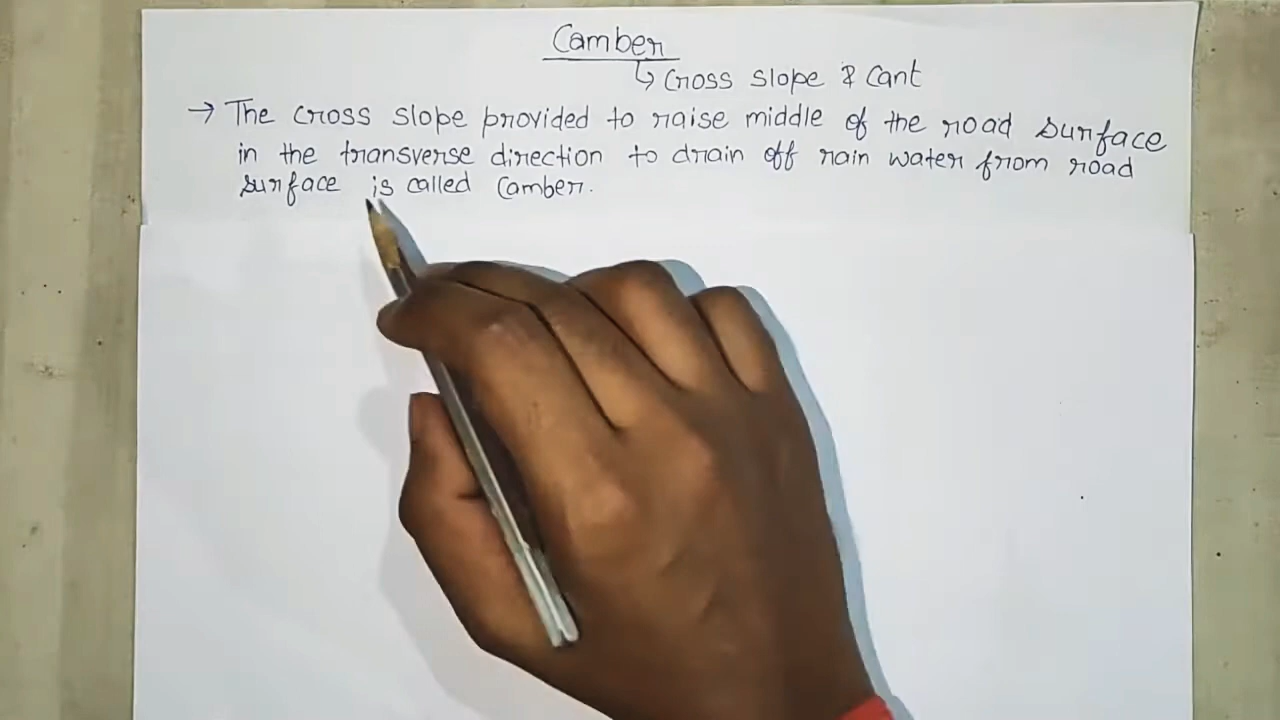 Camber
↳ Cross slope & Cant
→ The cross slope provided to raise middle of the road surface
in the transverse direction to drain off rain water from road
surface is called Camber.